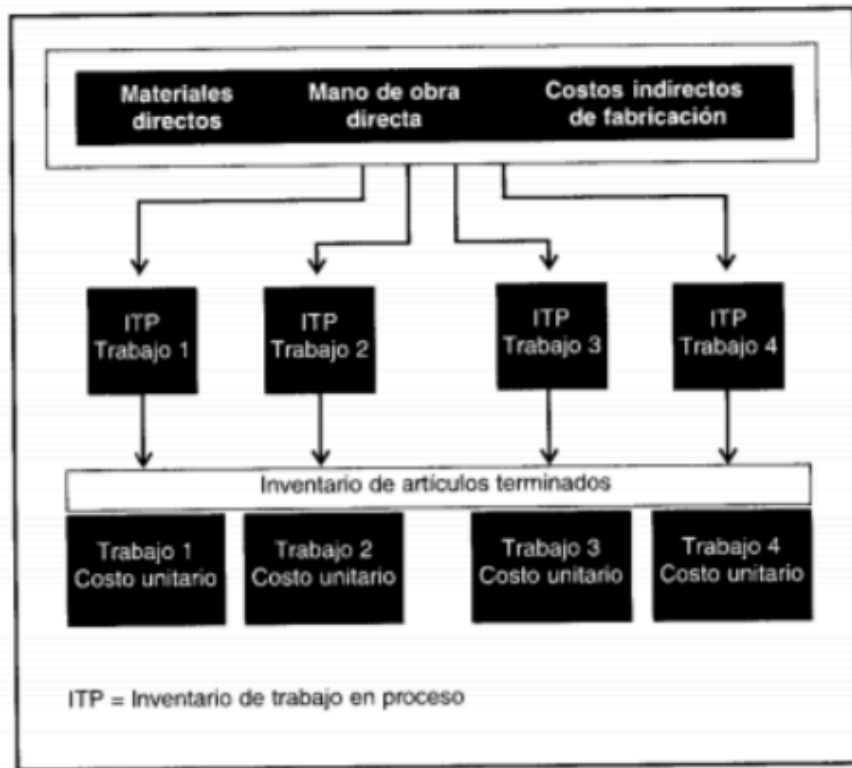 Materiales directos
Mano de obra directa
Costos indirectos de fabricación
ITP
Trabajo 1
ITP
Trabajo 2
ITP
Trabajo 3
ITP
Trabajo 4
Inventario de artículos terminados
Trabajo 1
Costo unitario
Trabajo 2
Costo unitario
Trabajo 3
Costo unitario
Trabajo 4
Costo unitario
ITP = Inventario de trabajo en proceso